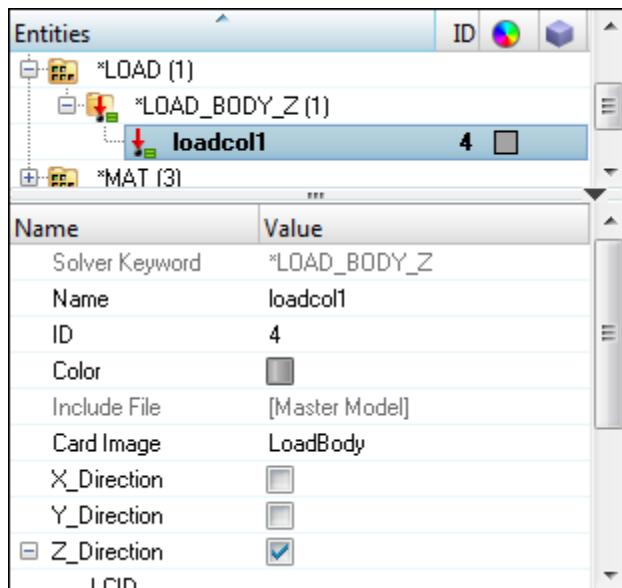 Entities ID
*LOAD (1)
*LOAD_BODY_Z (1)
loadcol1 4
*MAT (3)
Name Value
Solver Keyword *LOAD_BODY_Z
Name loadcol1
ID 4
Color
Include File [Master Model]
Card Image LoadBody
X_Direction
Y_Direction
Z_Direction
LCID